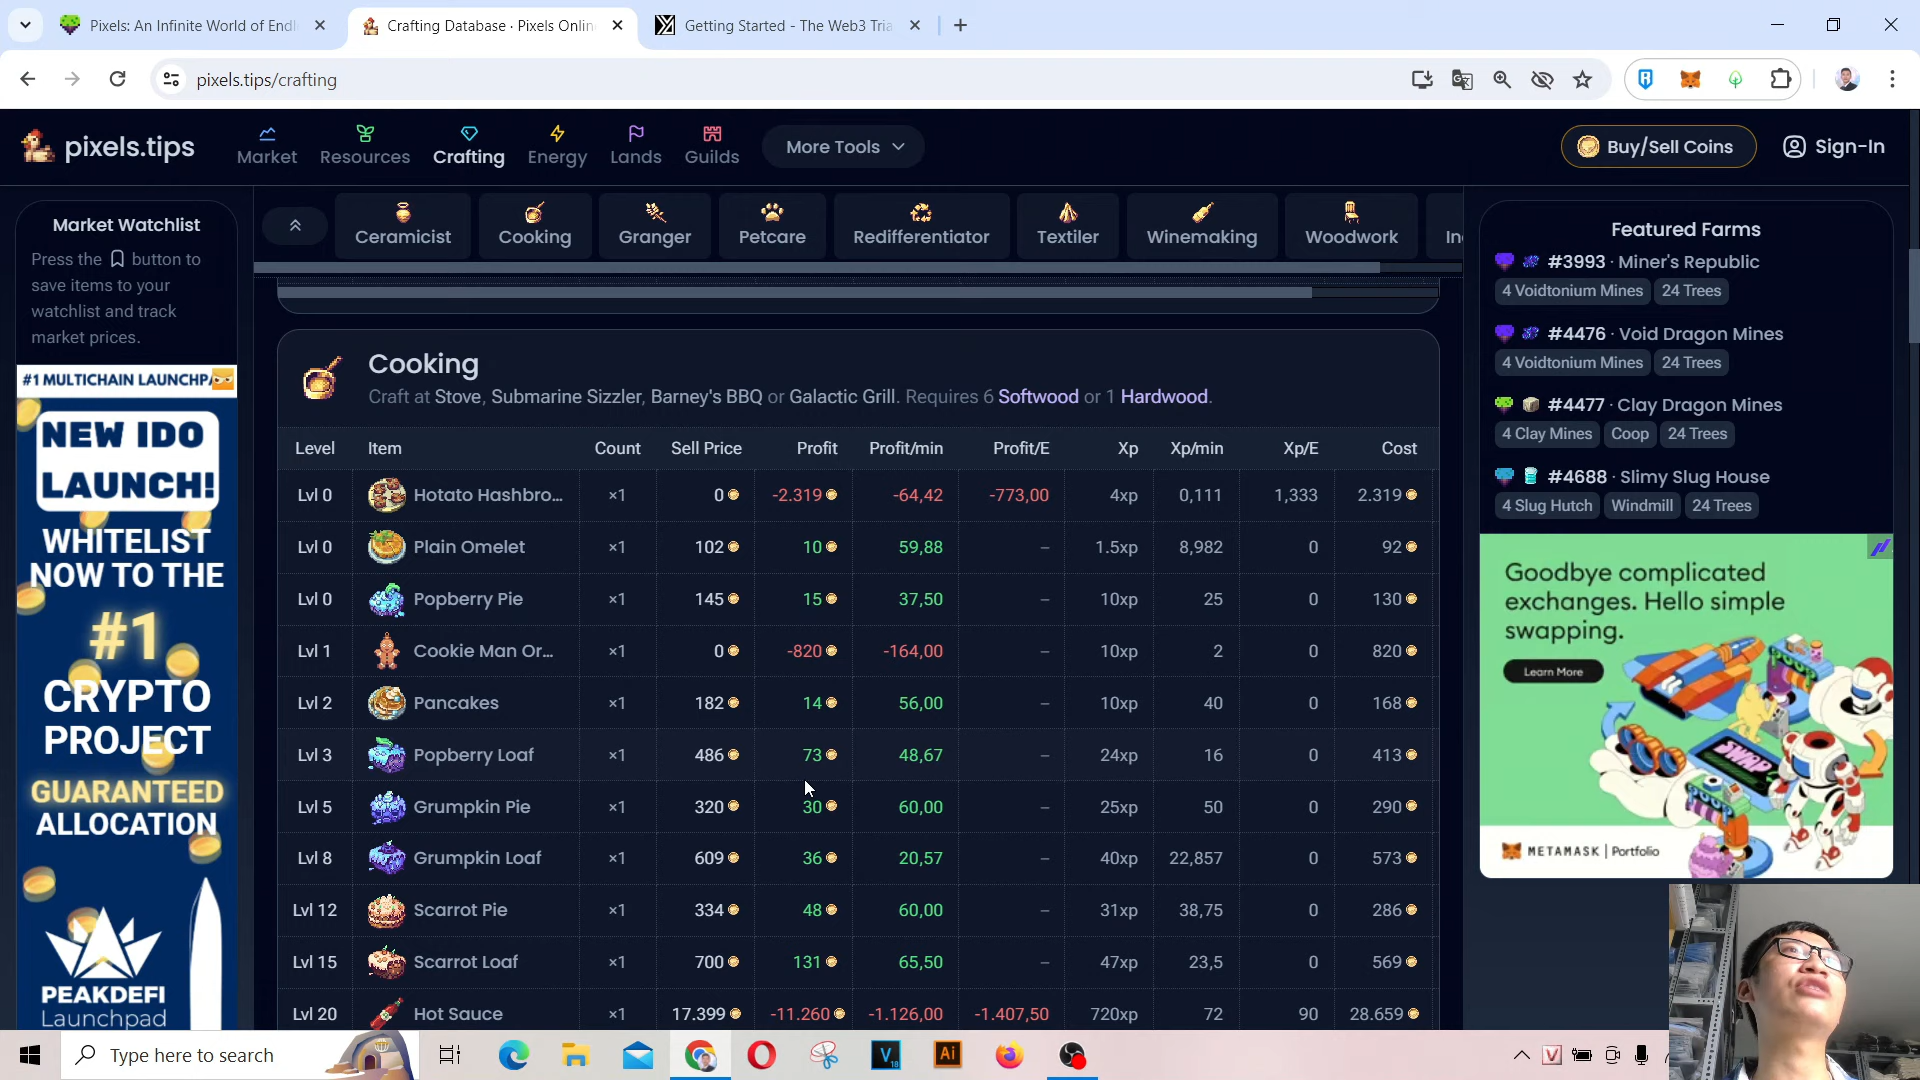 Pixels: An Infinite World of Endl
Crafting Database · Pixels Onlin
Getting Started - The Web3 Tria
pixels.tips/crafting
pixels.tips
Market
Resources
Crafting
Energy
Lands
Guilds
More Tools
Buy/Sell Coins
Sign-In
Market Watchlist
Press the button to
save items to your
watchlist and track
market prices.
#1 MULTICHAIN LAUNCHPA
NEW IDO
LAUNCH!
WHITELIST
NOW TO THE
#1
CRYPTO
PROJECT
GUARANTEED
ALLOCATION
PEAKDEFI
Launchpad
Ceramicist
Cooking
Granger
Petcare
Redifferentiator
Textiler
Winemaking
Woodwork
In
Cooking
Craft at Stove, Submarine Sizzler, Barney's BBQ or Galactic Grill. Requires 6 Softwood or 1 Hardwood.
Level Item Count Sell Price Profit Profit/min Profit/E Xp Xp/min Xp/E Cost
Lvl 0 Hotato Hashbro... ×1 0 -2.319 -64,42 -773,00 4xp 0,111 1,333 2.319
Lvl 0 Plain Omelet ×1 102 10 59,88 – 1.5xp 8,982 0 92
Lvl 0 Popberry Pie ×1 145 15 37,50 – 10xp 25 0 130
Lvl 1 Cookie Man Or... ×1 0 -820 -164,00 10xp 2 0 820
Lvl 2 Pancakes ×1 182 14 56,00 – 10xp 40 0 168
Lvl 3 Popberry Loaf ×1 486 73 48,67 – 24xp 16 0 413
Lvl 5 Grumpkin Pie ×1 320 30 60,00 – 25xp 50 0 290
Lvl 8 Grumpkin Loaf ×1 609 36 20,57 – 40xp 22,857 0 573
Lvl 12 Scarrot Pie ×1 334 48 60,00 – 31xp 38,75 0 286
Lvl 15 Scarrot Loaf ×1 700 131 65,50 – 47xp 23,5 0 569
Lvl 20 Hot Sauce ×1 17.399 -11.260 -1.126,00 -1.407,50 720xp 72 90 28.659
Featured Farms
#3993 · Miner's Republic
4 Voidtonium Mines 24 Trees
#4476 · Void Dragon Mines
4 Voidtonium Mines 24 Trees
#4477 · Clay Dragon Mines
4 Clay Mines Coop 24 Trees
#4688 · Slimy Slug House
4 Slug Hutch Windmill 24 Trees
Goodbye complicated
exchanges. Hello simple
swapping.
Learn More
SWAP
METAMASK | Portfolio
Type here to search